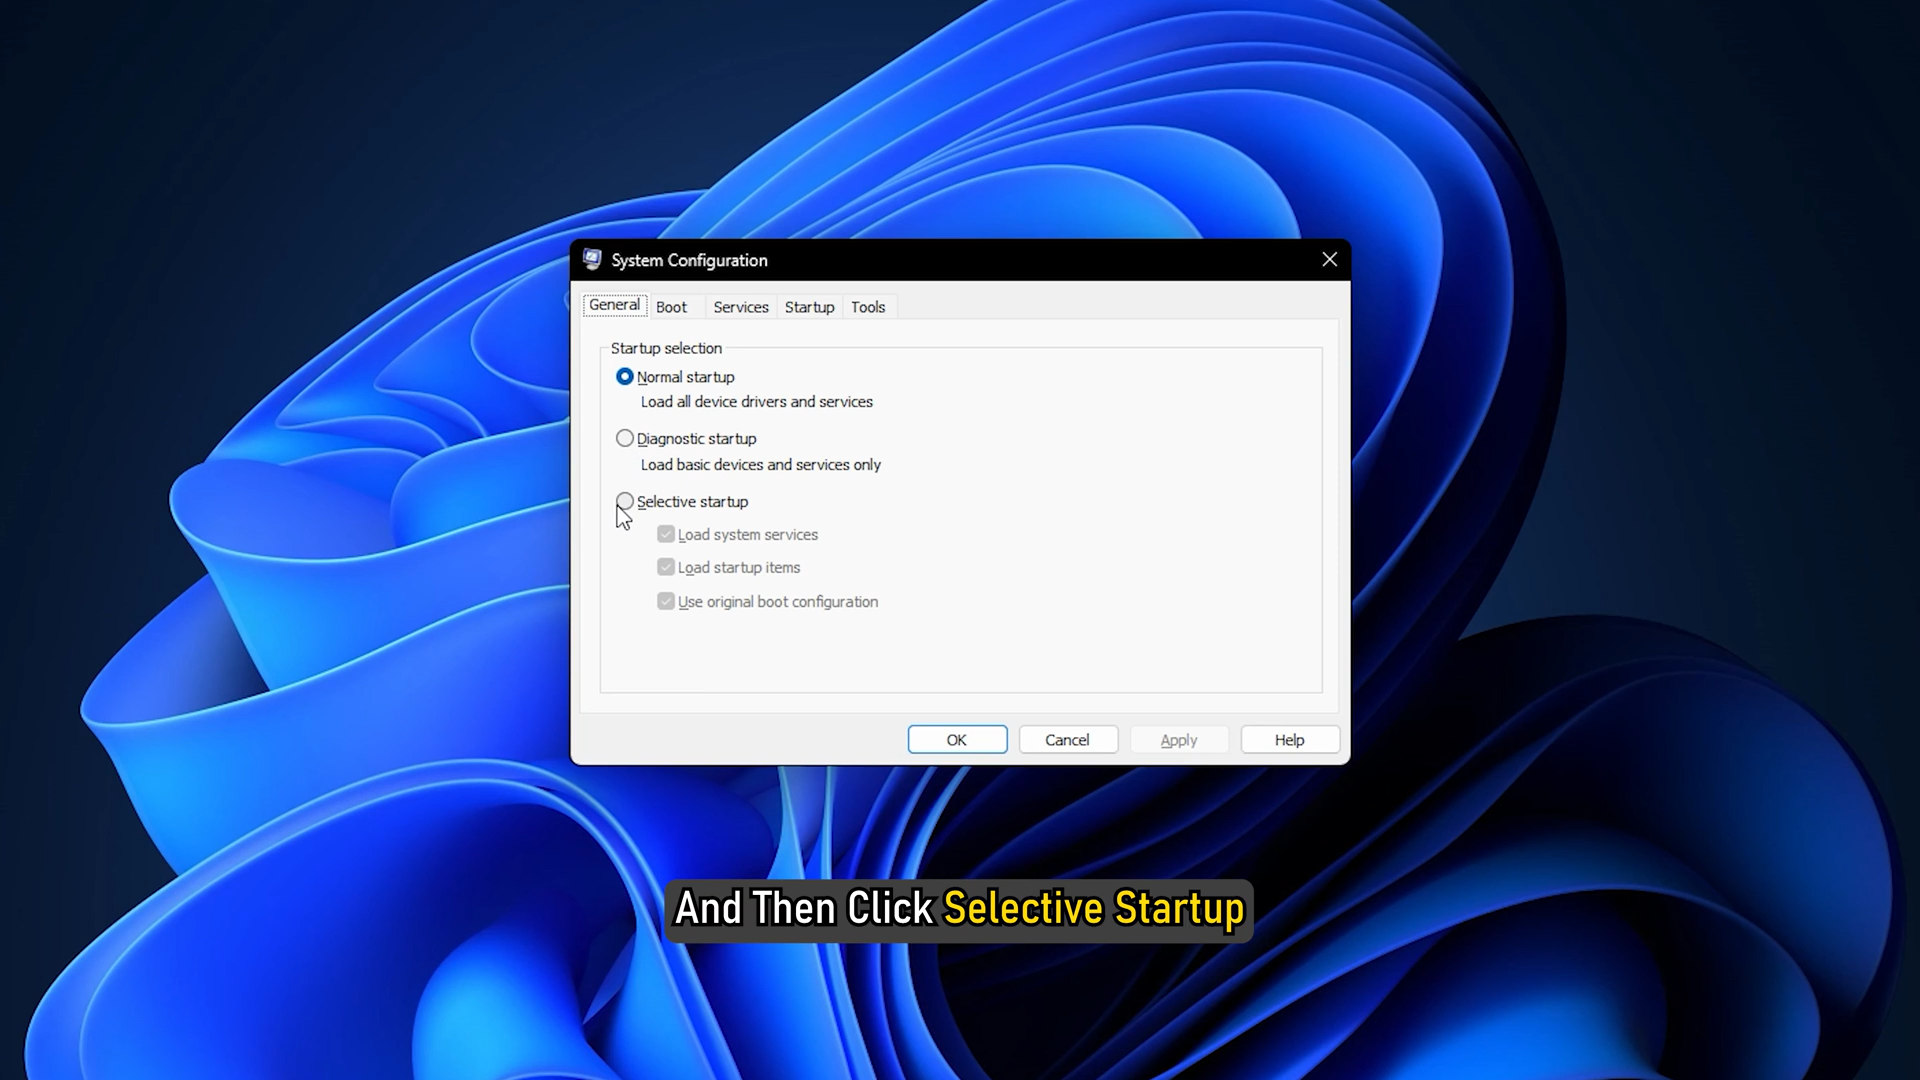 System Configuration
General Boot Services Startup Tools
Startup selection
Normal startup
Load all device drivers and services
Diagnostic startup
Load basic devices and services only
Selective startup
Load system services
Load startup items
Use original boot configuration
OK Cancel Apply Help
And Then Click Selective Startup